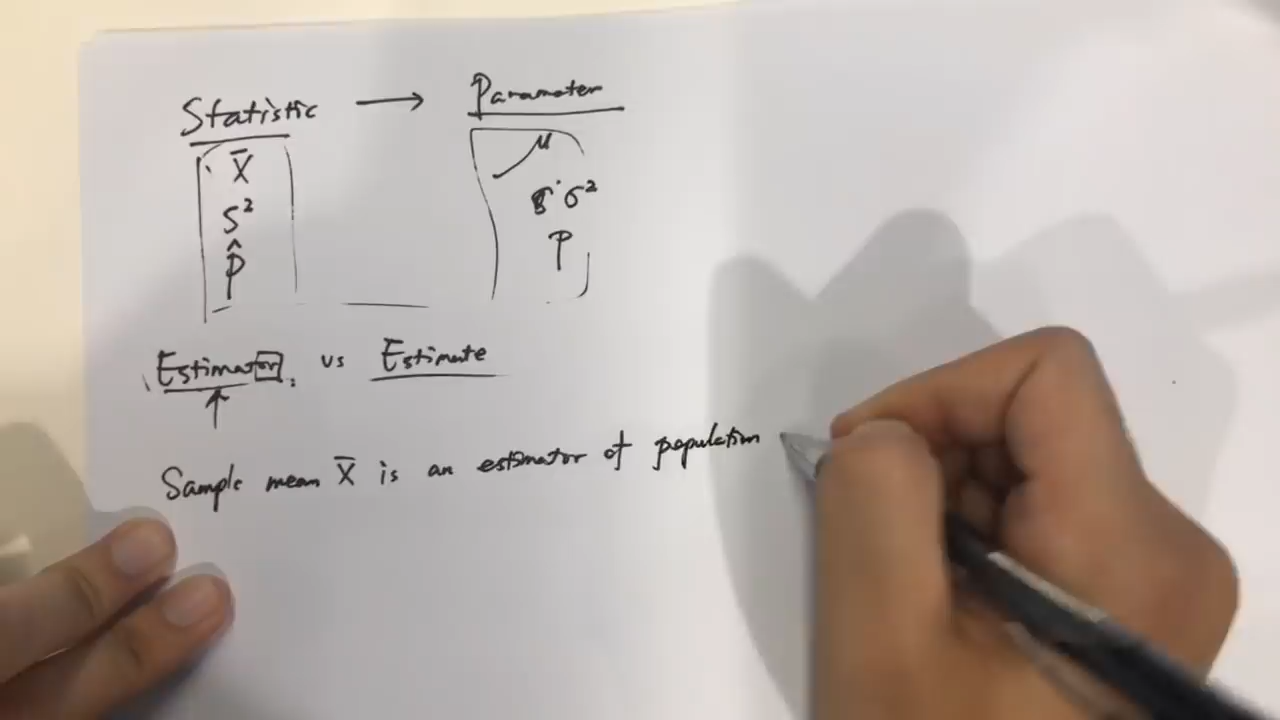 Statistic → Parameter
X̄ μ
S² σ²
p̂ p
Estimator vs Estimate
↑
Sample mean X̄ is an estimator of population